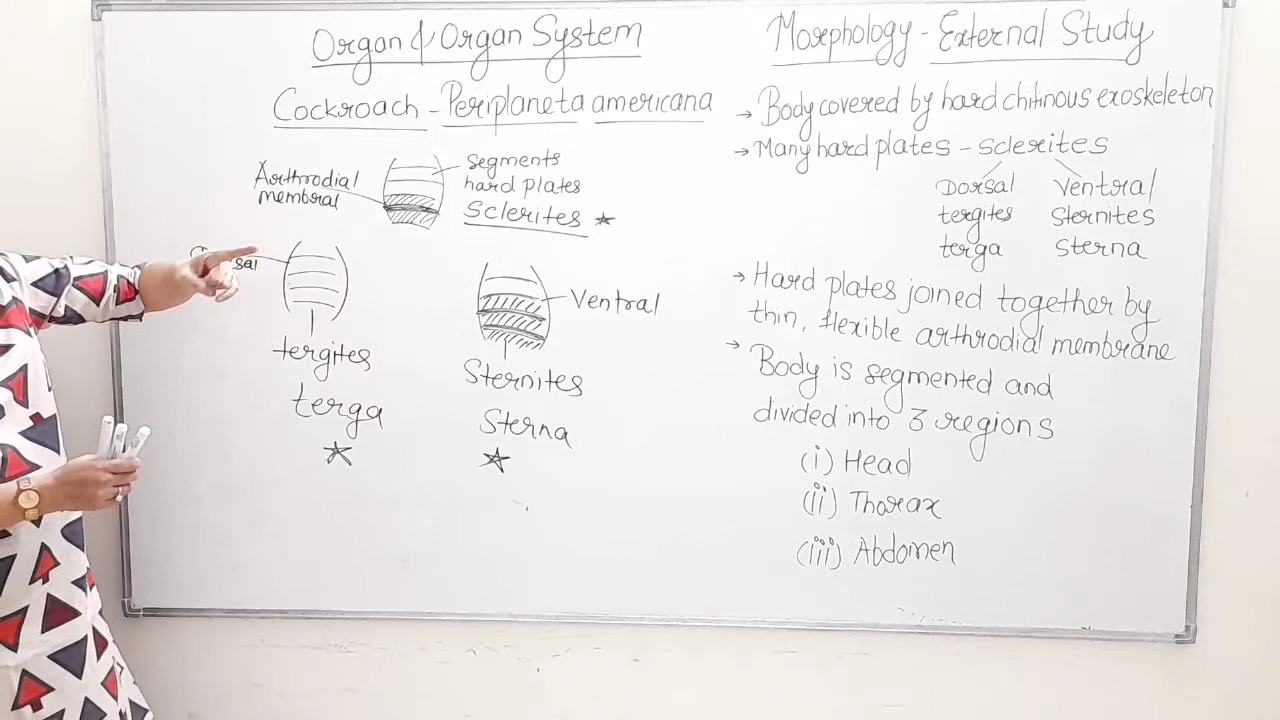 Organ & Organ System
Cockroach - Periplaneta americana
Arthrodial
membral
segments
hard plates
Sclerites
tergites
terga
Ventral
Sternites
Sterna
Morphology - External Study
→ Body covered by hard chitinous exoskeleton
→ Many hard plates - sclerites
Dorsal Ventral
tergites Sternites
terga Sterna
→ Hard plates joined together by
thin, flexible arthrodial membrane
→ Body is segmented and
divided into 3 regions
(i) Head
(ii) Thorax
(iii) Abdomen